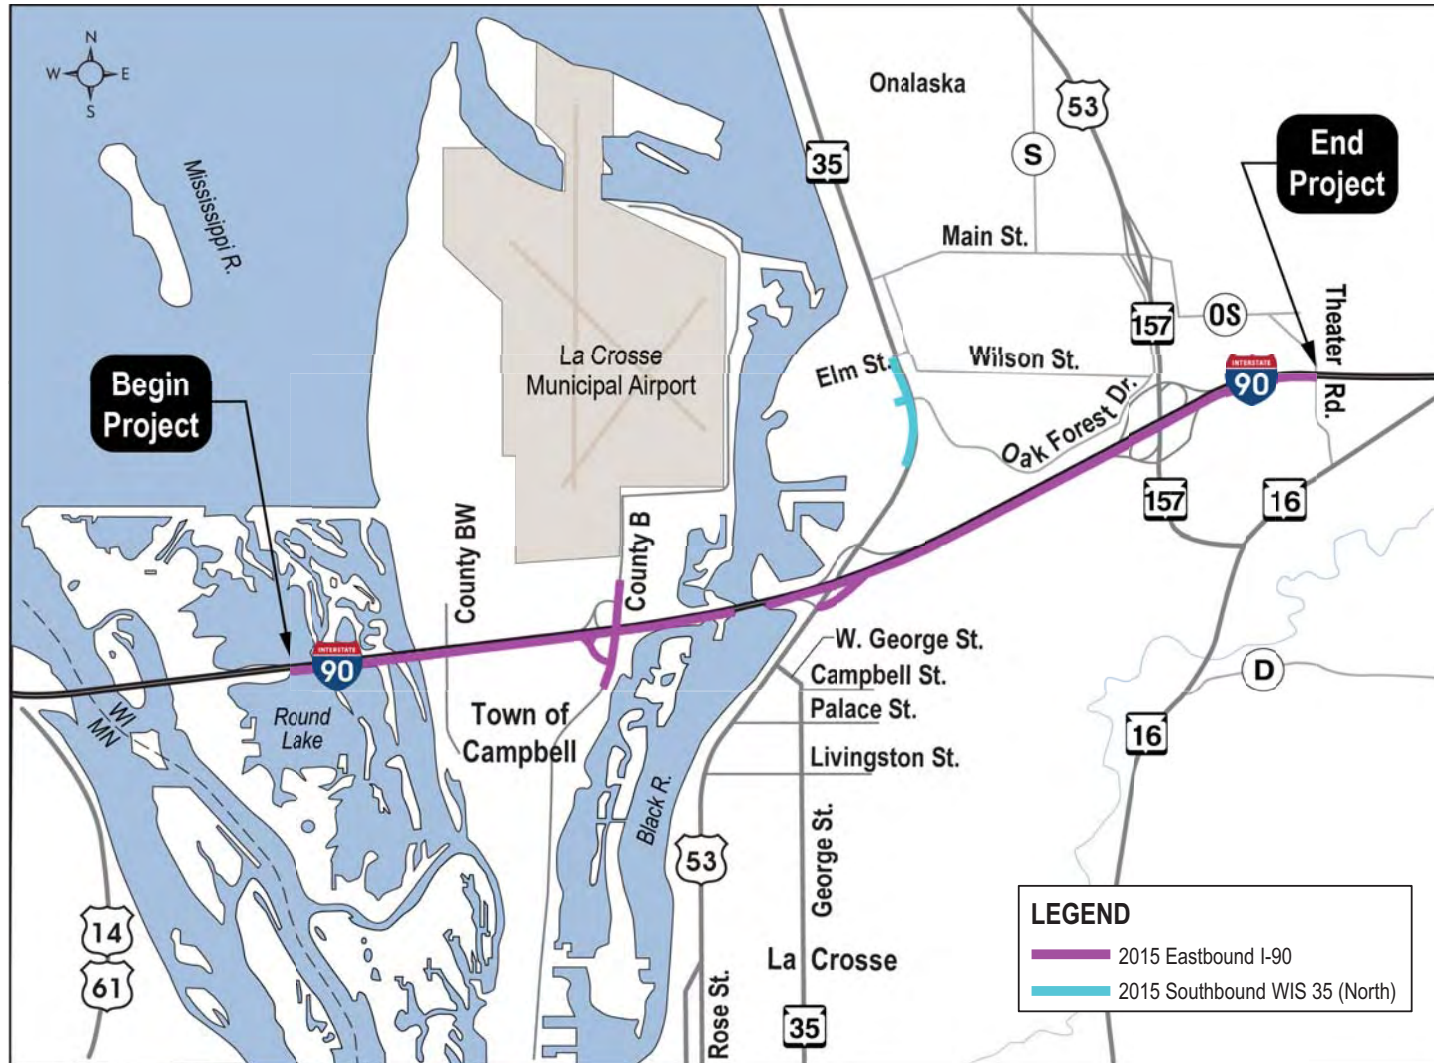 N
W
E
S
Mississippi R.
Onalaska
53
35
S
End
Project
Main St.
OS
157
Theater Rd.
La Crosse
Municipal Airport
Elm St.
Wilson St.
INTERSTATE
90
Begin
Project
Oak Forest Dr.
157
16
County BW
County B
INTERSTATE
90
W. George St.
Campbell St.
Palace St.
Livingston St.
D
WI
MN
Round
Lake
Town of
Campbell
16
Black R.
53
George St.
14
61
La Crosse
Rose St.
35
LEGEND
2015 Eastbound I-90
2015 Southbound WIS 35 (North)